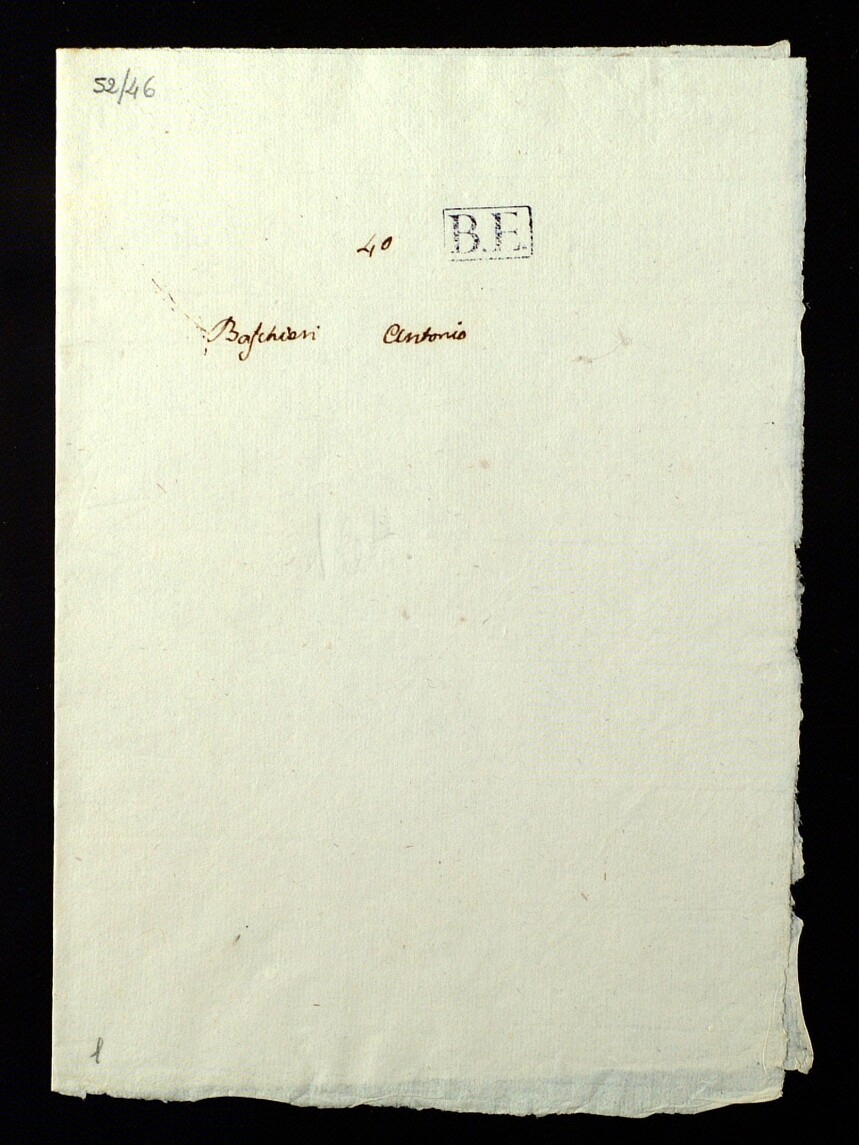 52/46
40 B.E.
Baſchieri Antonio
1